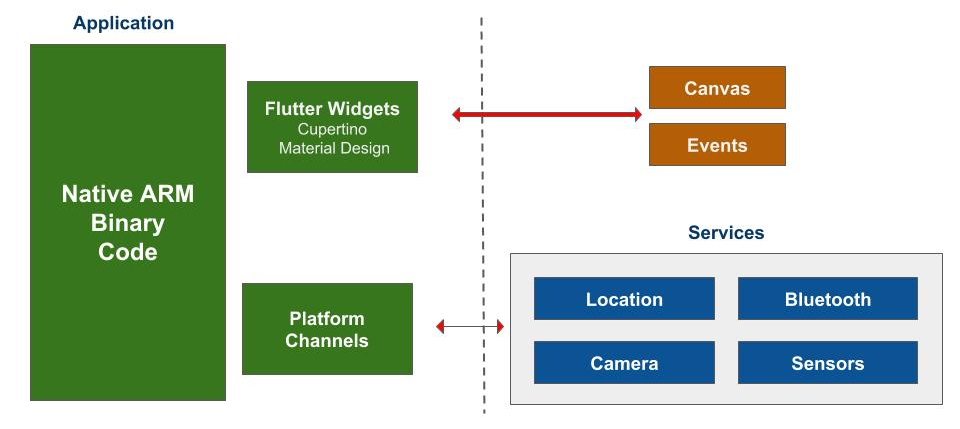 Application
Native ARM
Binary
Code
Flutter Widgets
Cupertino
Material Design
Platform
Channels
Canvas
Events
Services
Location
Bluetooth
Camera
Sensors